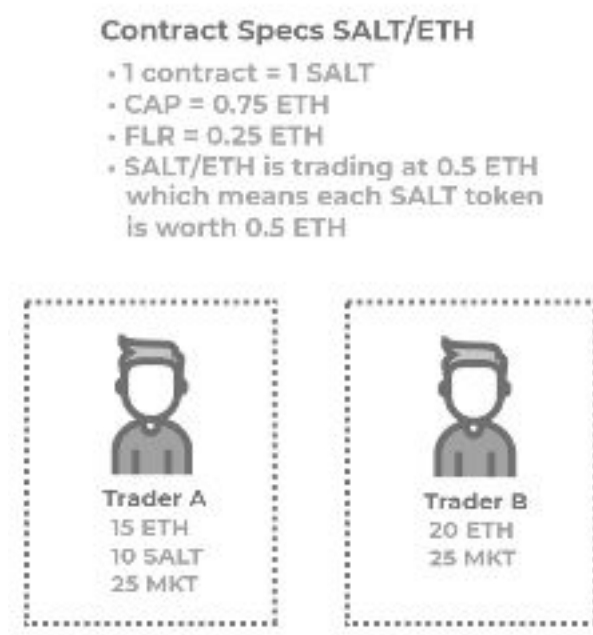 Contract Specs SALT/ETH
• 1 contract = 1 SALT
• CAP = 0.75 ETH
• FLR = 0.25 ETH
• SALT/ETH is trading at 0.5 ETH
which means each SALT token
is worth 0.5 ETH
Trader A
15 ETH
10 SALT
25 MKT
Trader B
20 ETH
25 MKT